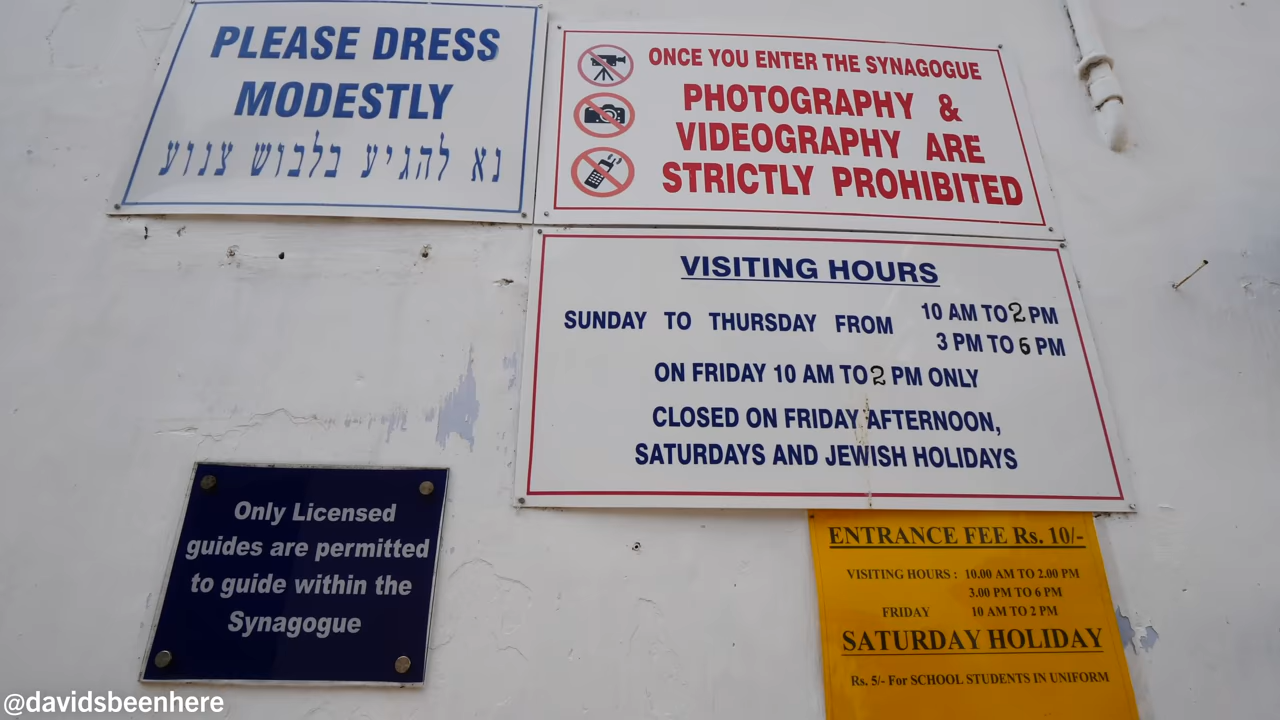 PLEASE DRESS
MODESTLY
נא להגיע בלבוש צנוע
ONCE YOU ENTER THE SYNAGOGUE
PHOTOGRAPHY &
VIDEOGRAPHY ARE
STRICTLY PROHIBITED
VISITING HOURS
SUNDAY TO THURSDAY FROM 10 AM TO 2 PM
3 PM TO 6 PM
ON FRIDAY 10 AM TO 2 PM ONLY
CLOSED ON FRIDAY AFTERNOON,
SATURDAYS AND JEWISH HOLIDAYS
Only Licensed
guides are permitted
to guide within the
Synagogue
ENTRANCE FEE Rs. 10/-
VISITING HOURS : 10.00 AM TO 2.00 PM
3.00 PM TO 6 PM
FRIDAY 10 AM TO 2 PM
SATURDAY HOLIDAY
Rs. 5/- For SCHOOL STUDENTS IN UNIFORM
@davidsbeenhere